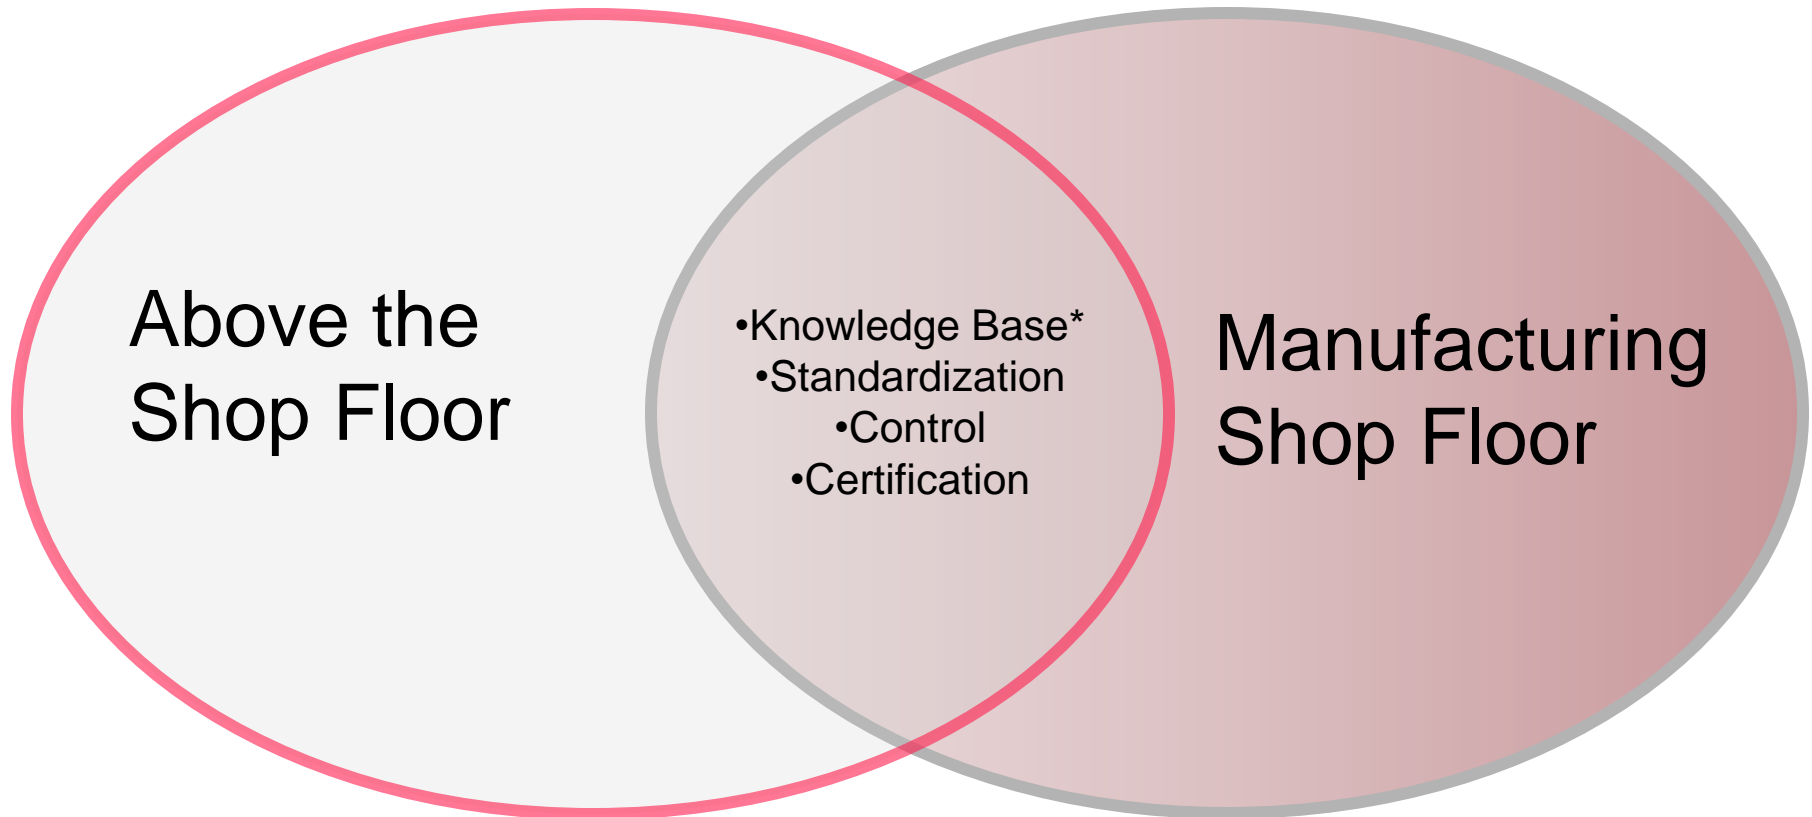 Above the
Shop Floor
•Knowledge Base*
•Standardization
•Control
•Certification
Manufacturing
Shop Floor